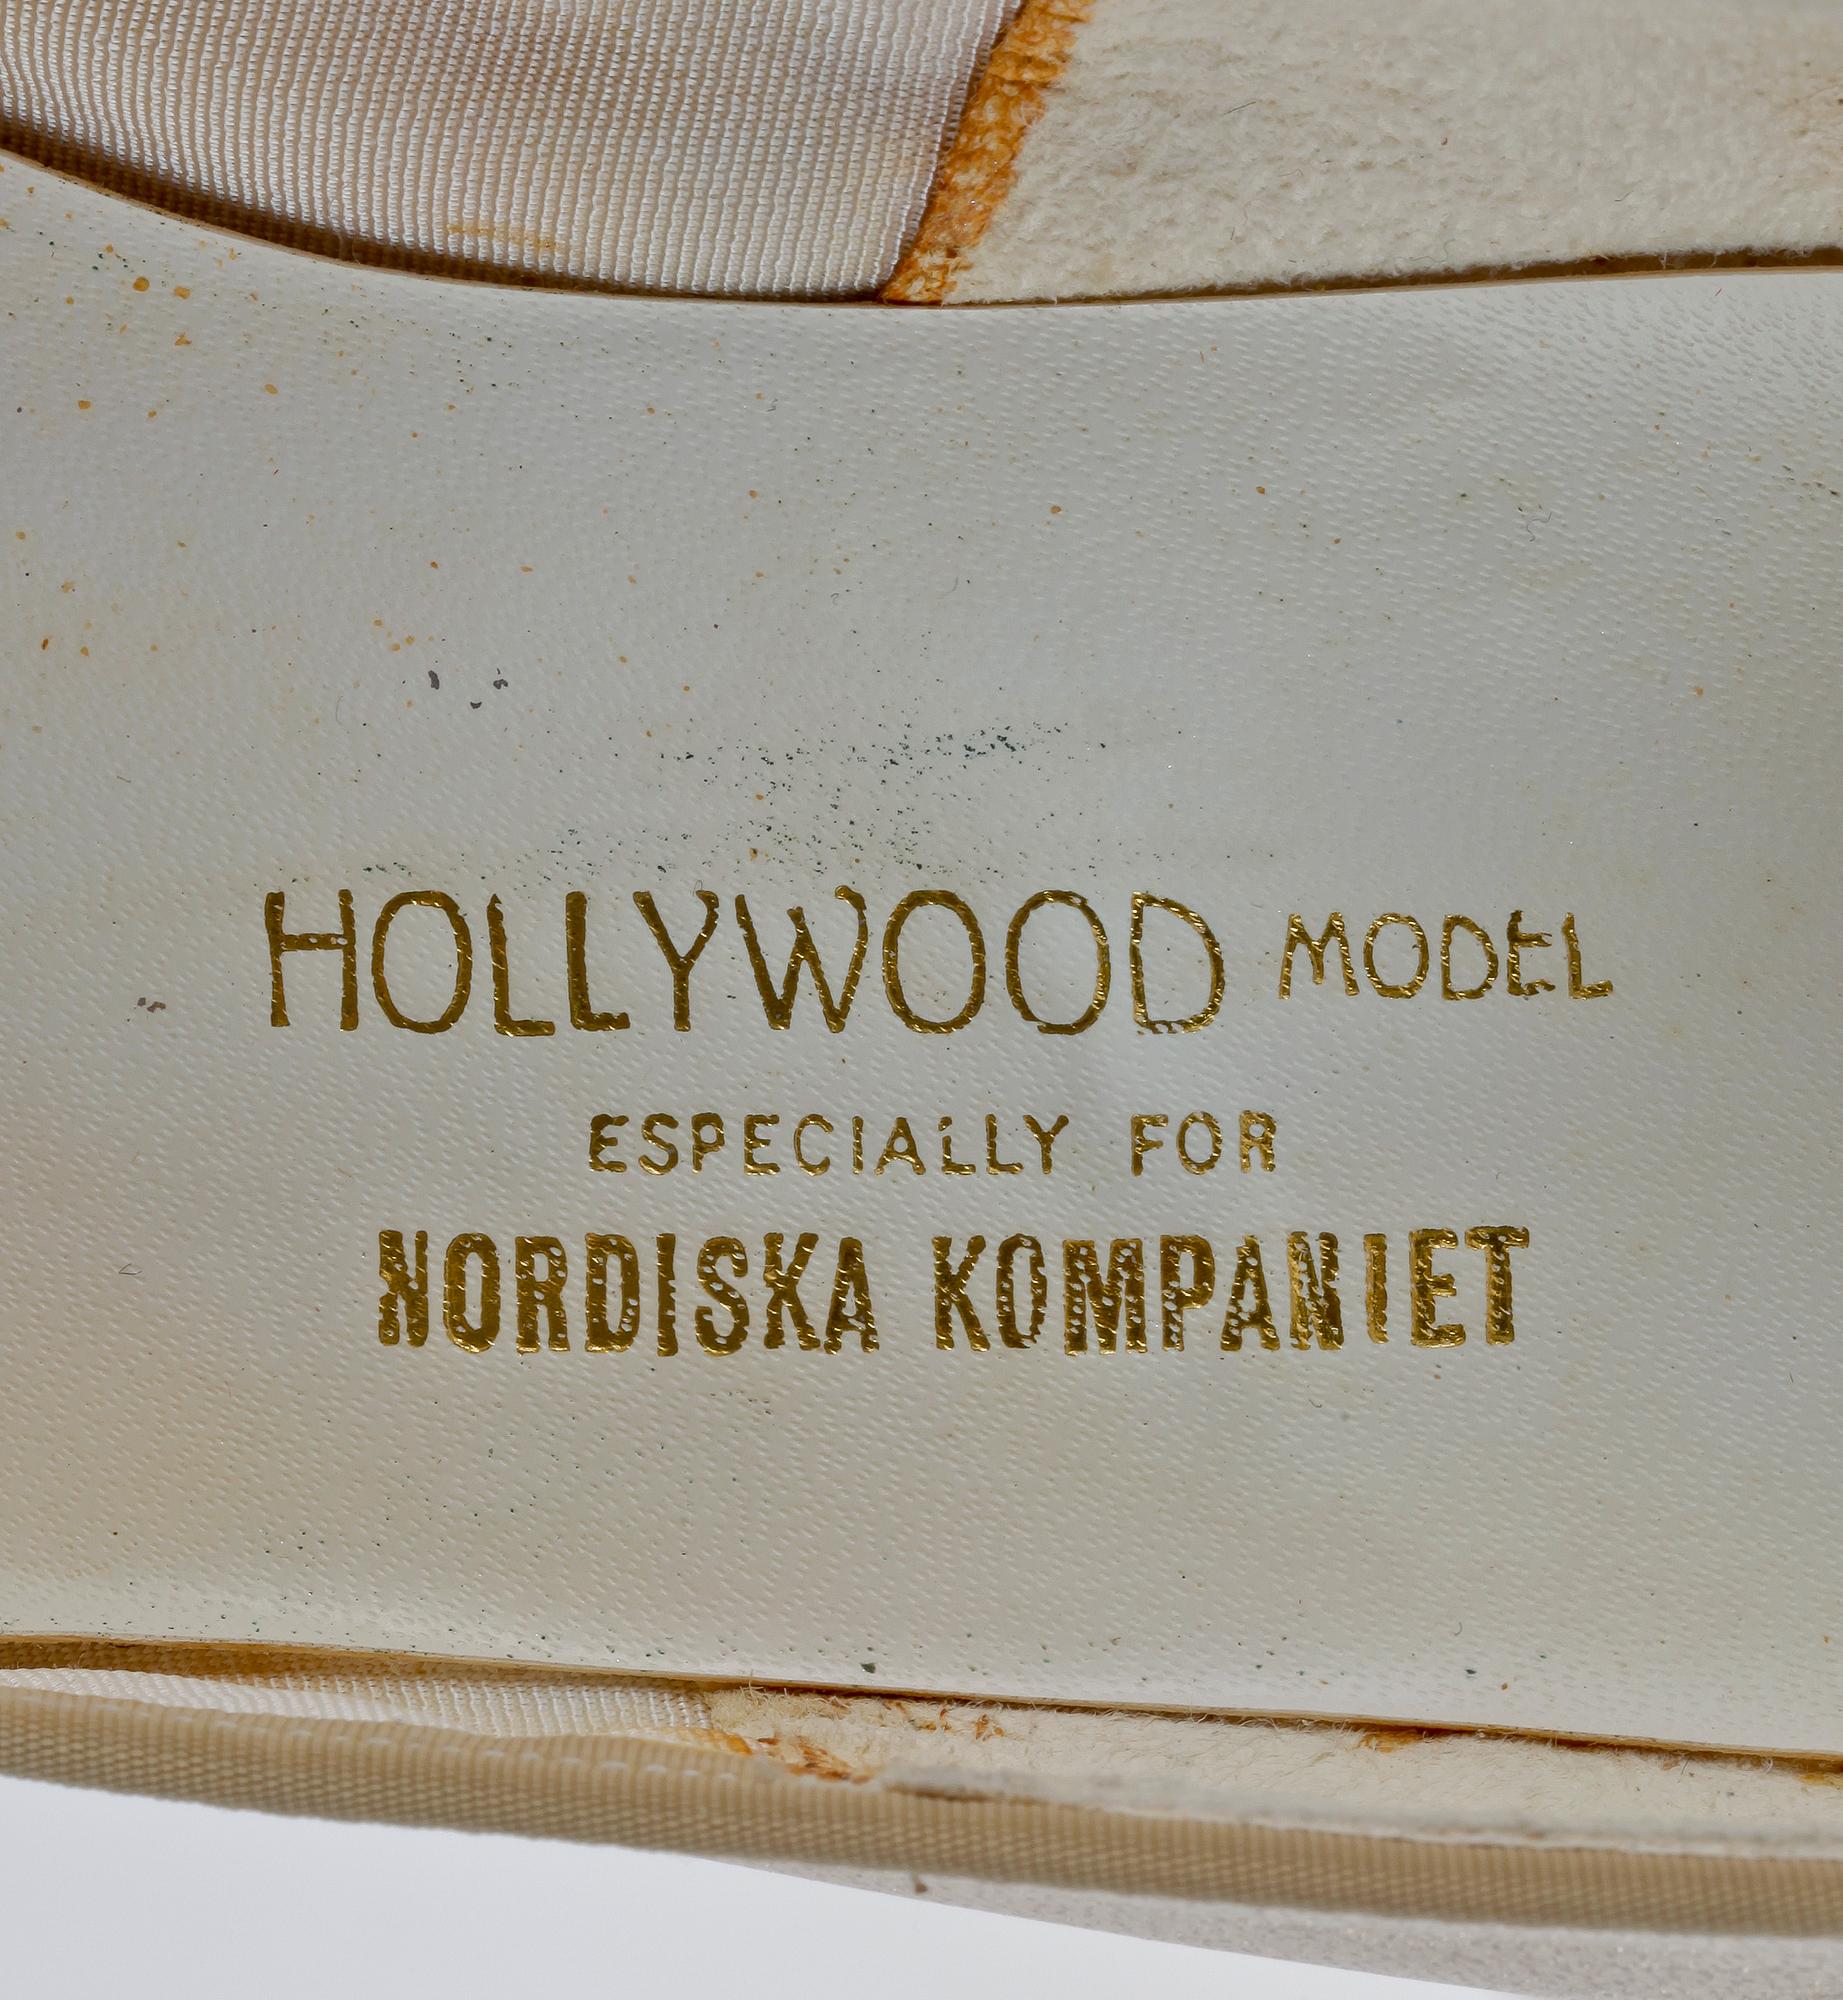 HOLLYWOOD MODEL
ESPECIALLY FOR
NORDISKA KOMPANIET